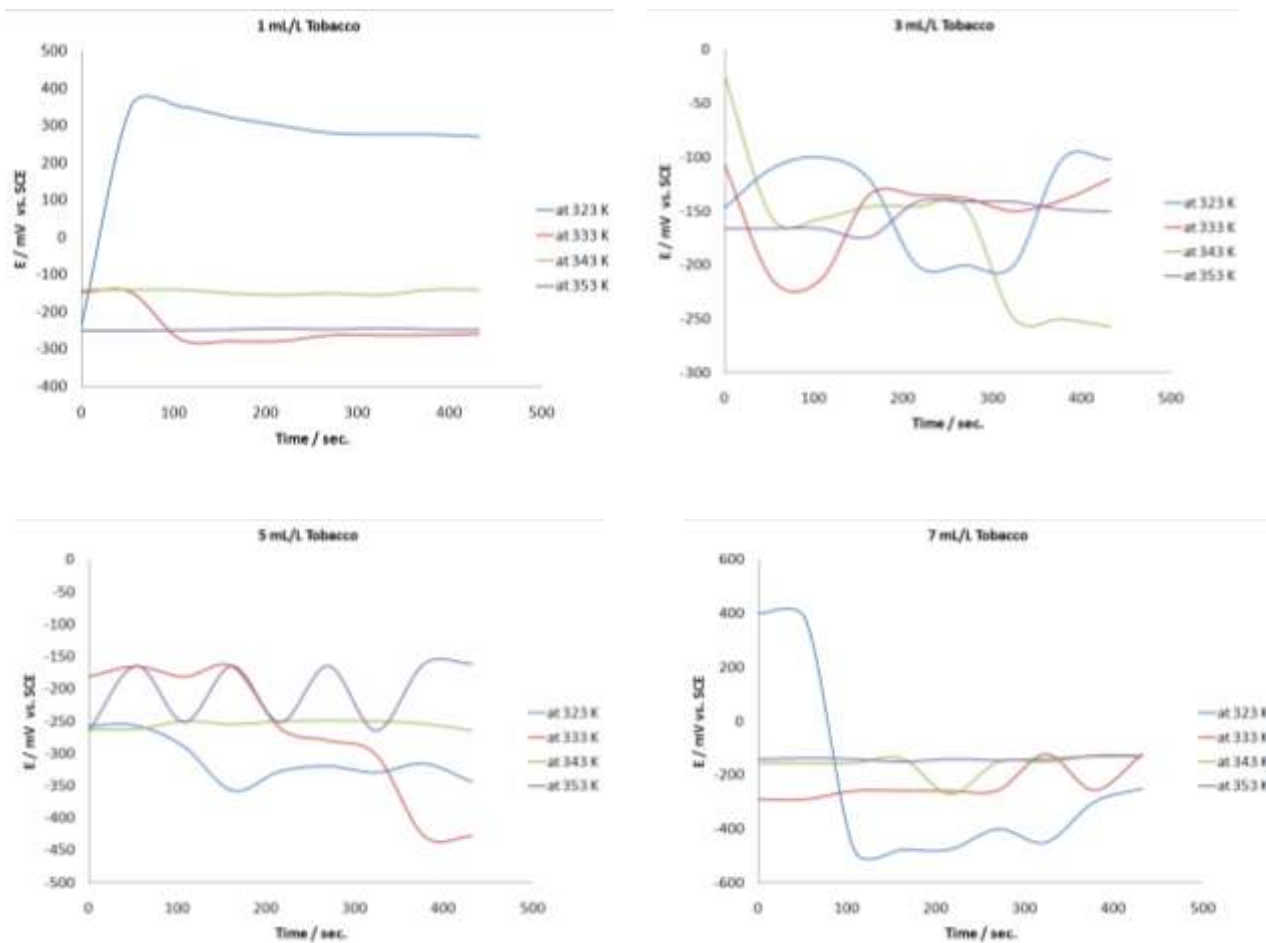 1 mL/L Tobacco
500
400
300
200
100
0
-100
-200
-300
-400
E / mV vs. SCE
0 100 200 300 400 500
Time / sec.
at 323 K
at 333 K
at 343 K
at 353 K
3 mL/L Tobacco
0
-50
-100
-150
-200
-250
-300
E / mV vs. SCE
0 100 200 300 400 500
Time / sec.
at 323 K
at 333 K
at 343 K
at 353 K
5 mL/L Tobacco
0
-50
-100
-150
-200
-250
-300
-350
-400
-450
-500
E / mV vs. SCE
0 100 200 300 400 500
Time / sec.
at 323 K
at 333 K
at 343 K
at 353 K
7 mL/L Tobacco
600
400
200
0
-200
-400
-600
E / mV vs. SCE
0 100 200 300 400 500
Time / sec.
at 323 K
at 333 K
at 343 K
at 353 K